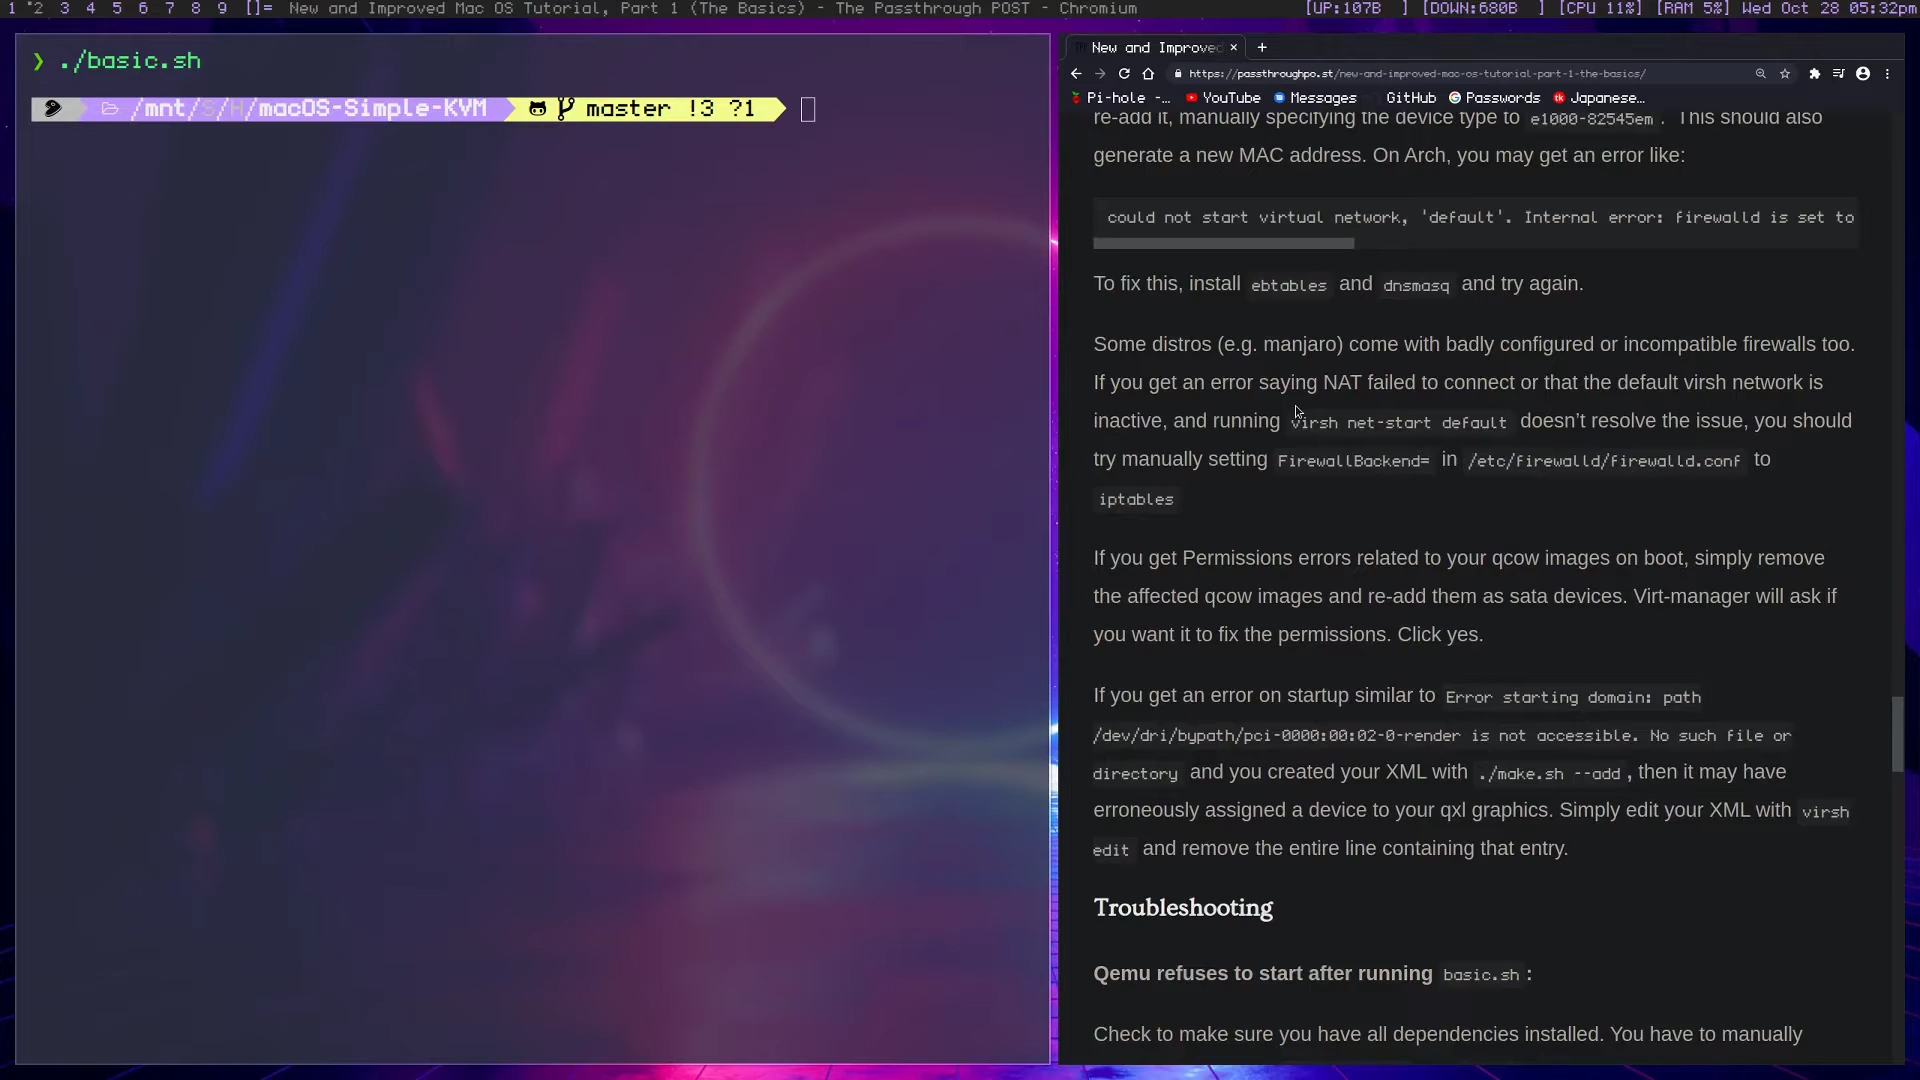 1 2 3 4 5 6 7 8 9 []= New and Improved Mac OS Tutorial, Part 1 (The Basics) - The Passthrough POST - Chromium [UP:107B ] [DOWN:680B ] [CPU 11%] [RAM 5%] Wed Oct 28 05:32pm
❯ ./basic.sh
/mnt/S/H/macOS-Simple-KVM master !3 ?1
New and Improved × +
https://passthroughpo.st/new-and-improved-mac-os-tutorial-part-1-the-basics/
Pi-hole -... YouTube Messages GitHub Passwords Japanese...
re-add it, manually specifying the device type to e1000-82545em . This should also
generate a new MAC address. On Arch, you may get an error like:
could not start virtual network, 'default'. Internal error: firewalld is set to
To fix this, install ebtables and dnsmasq and try again.
Some distros (e.g. manjaro) come with badly configured or incompatible firewalls too.
If you get an error saying NAT failed to connect or that the default virsh network is
inactive, and running virsh net-start default doesn’t resolve the issue, you should
try manually setting FirewallBackend= in /etc/firewalld/firewalld.conf to
iptables
If you get Permissions errors related to your qcow images on boot, simply remove
the affected qcow images and re-add them as sata devices. Virt-manager will ask if
you want it to fix the permissions. Click yes.
If you get an error on startup similar to Error starting domain: path
/dev/dri/bypath/pci-0000:00:02-0-render is not accessible. No such file or
directory and you created your XML with ./make.sh --add , then it may have
erroneously assigned a device to your qxl graphics. Simply edit your XML with virsh
edit and remove the entire line containing that entry.
Troubleshooting
Qemu refuses to start after running basic.sh :
Check to make sure you have all dependencies installed. You have to manually